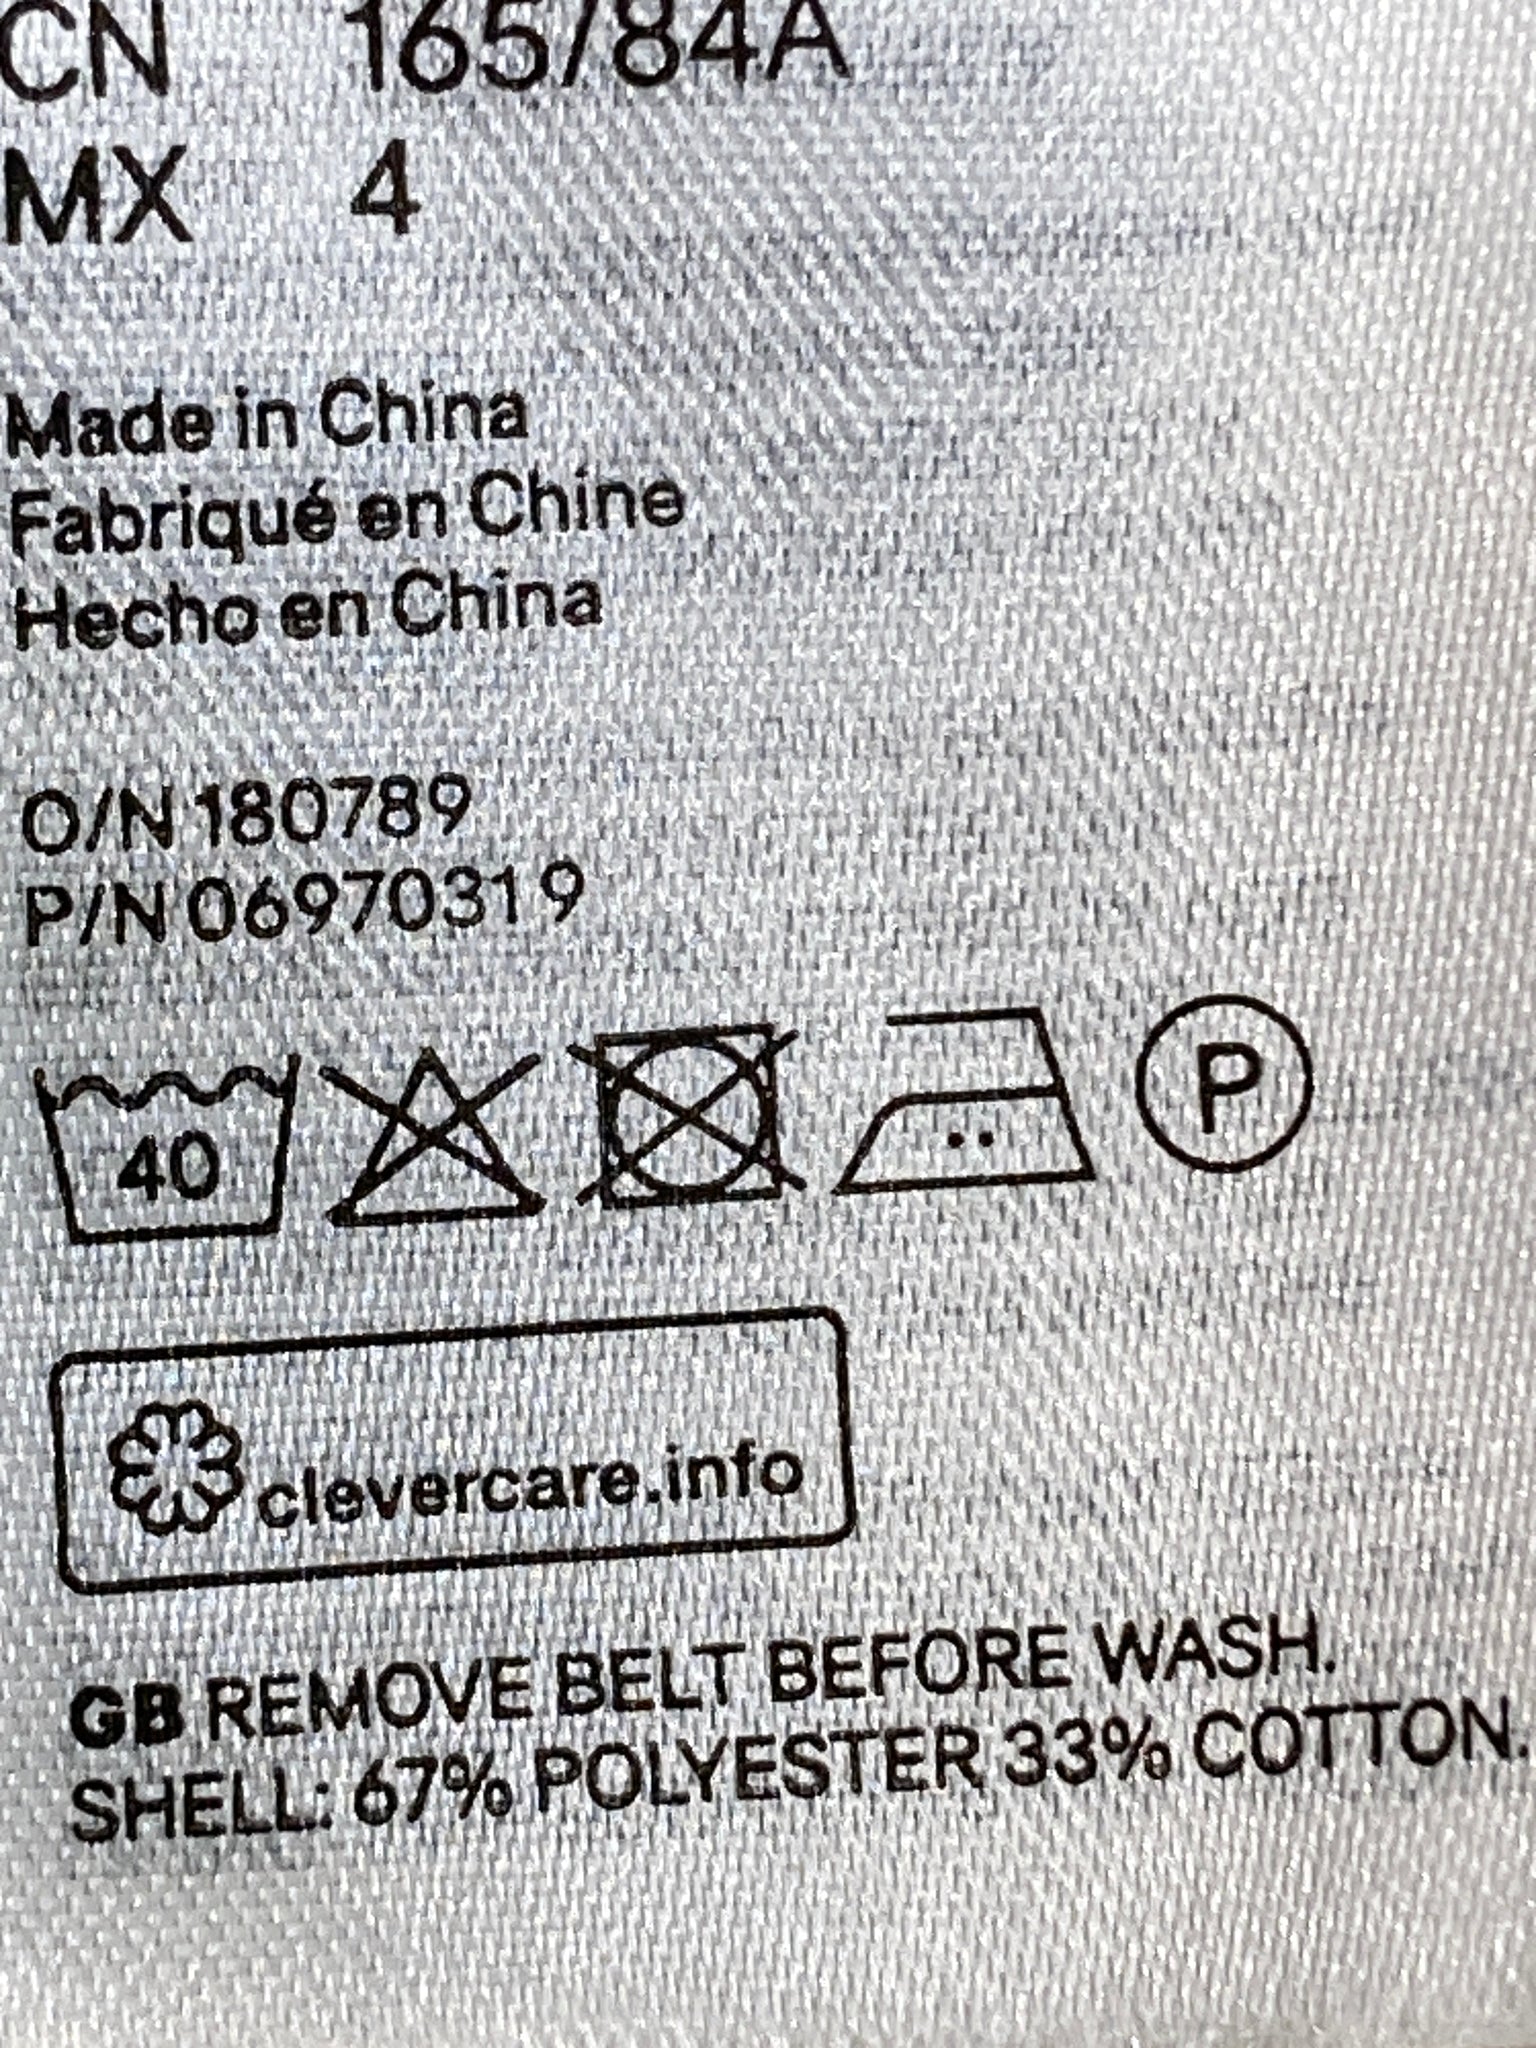 CN 165/84A
MX 4
Made in China
Fabriqué en Chine
Hecho en China
O/N 180789
P/N 06970319
40
P
clevercare.info
GB REMOVE BELT BEFORE WASH.
SHELL: 67% POLYESTER 33% COTTON.